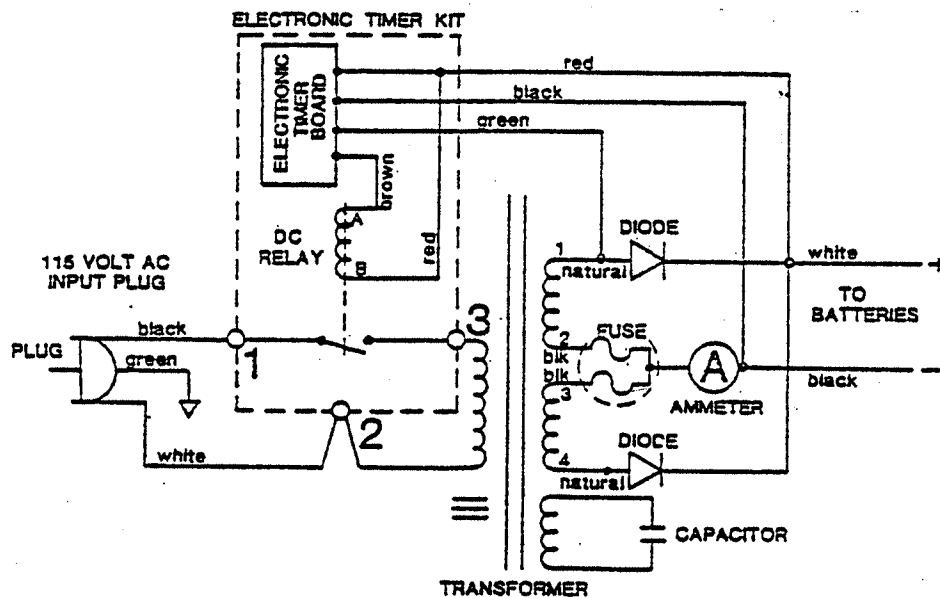 ELECTRONIC TIMER KIT
ELECTRONIC
TIMER
BOARD
red
black
green
brown
A
DC
RELAY
B
red
115 VOLT AC
INPUT PLUG
PLUG
black
green
white
1
2
3
DIODE
1
natural
white
TO
BATTERIES
2
blk
FUSE
blk
3
A
AMMETER
black
DIODE
4
natural
CAPACITOR
TRANSFORMER
+